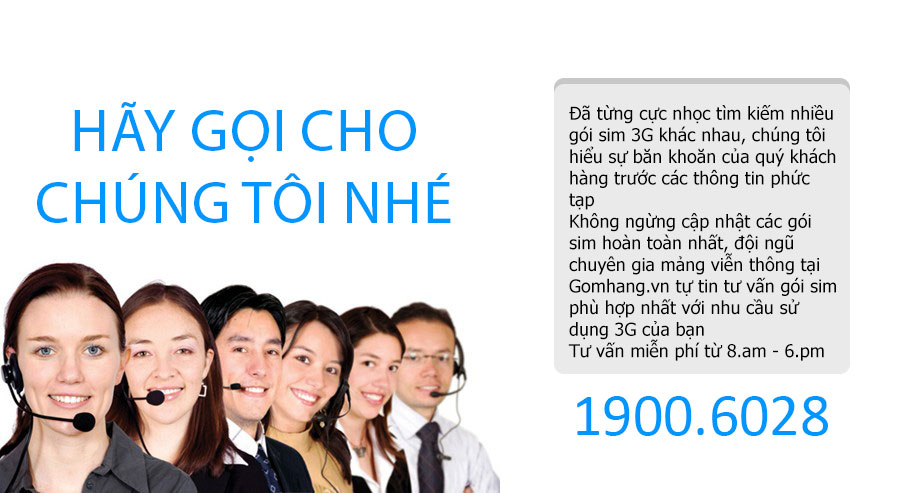 HÃY GỌI CHO
CHÚNG TÔI NHÉ
Đã từng cực nhọc tìm kiếm nhiều
gói sim 3G khác nhau, chúng tôi
hiểu sự băn khoăn của quý khách
hàng trước các thông tin phức
tạp
Không ngừng cập nhật các gói
sim hoàn toàn nhất, đội ngũ
chuyên gia mảng viễn thông tại
Gomhang.vn tự tin tư vấn gói sim
phù hợp nhất với nhu cầu sử
dụng 3G của bạn
Tư vấn miễn phí từ 8.am - 6.pm
1900.6028